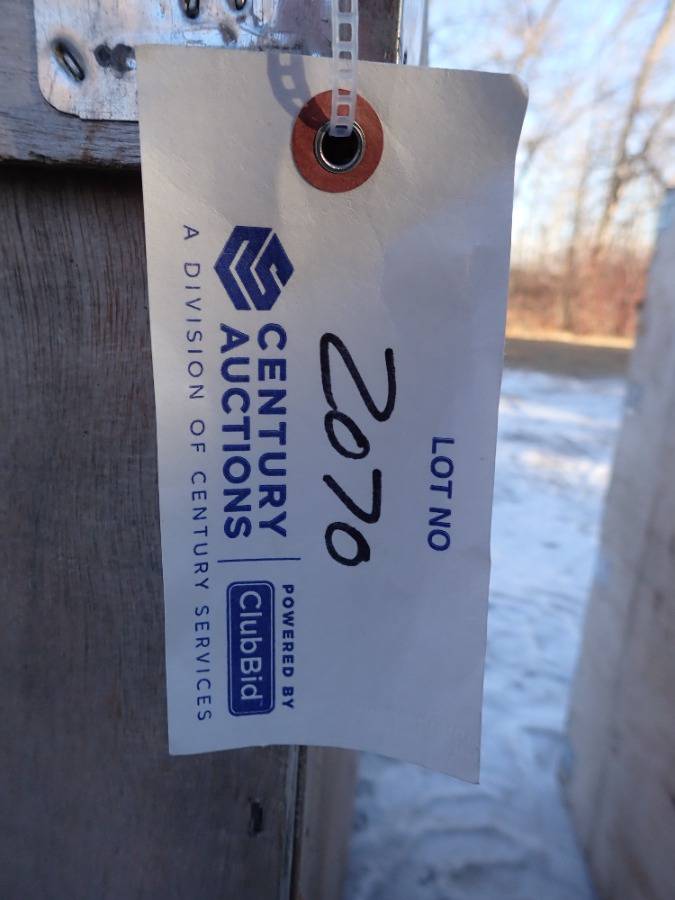 LOT NO
2070
CENTURY
AUCTIONS
A DIVISION OF CENTURY SERVICES
POWERED BY
ClubBid